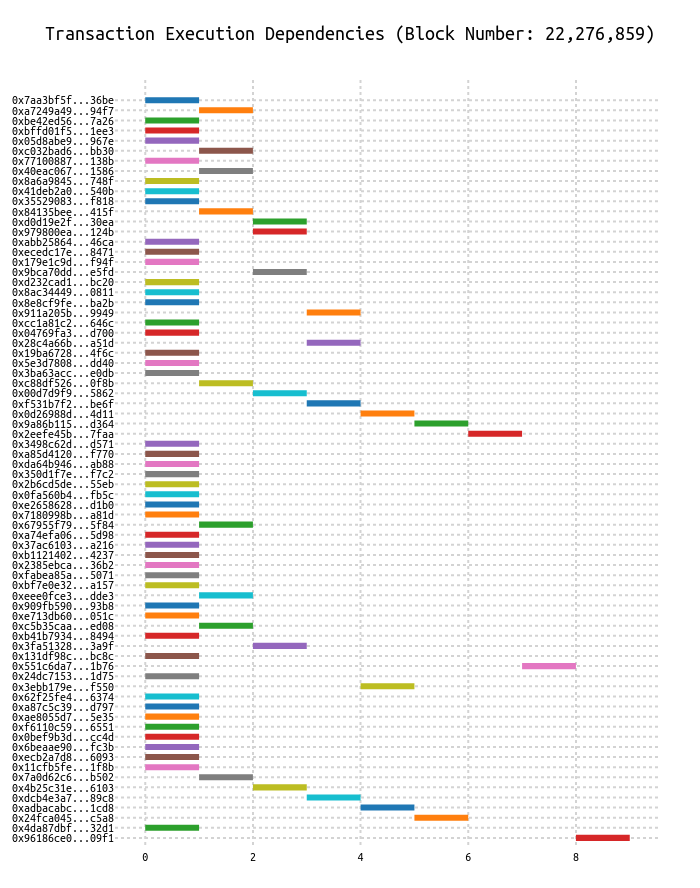 Transaction Execution Dependencies (Block Number: 22,276,859)
0x7aa3bf5f...36be
0xa7249a49...94f7
0xbe42ed56...7a26
0xbffd01f5...1ee3
0x05d8abe9...967e
0xc032bad6...bb30
0x77100887...138b
0x40eac067...1586
0x8a6a9845...748f
0x41deb2a0...540b
0x35529083...f818
0x84135bee...415f
0xd0d19e2f...30ea
0x979800ea...124b
0xabb25864...46ca
0xecedc17e...8471
0x179e1c9d...f94f
0x9bca70dd...e5fd
0xd232cad1...bc20
0x8ac34449...0811
0x8e8cf9fe...ba2b
0x911a205b...9949
0xcc1a81c2...646c
0x04769fa3...d700
0x28c4a66b...a51d
0x19ba6728...4f6c
0x5e3d7808...dd40
0x3ba63acc...e0db
0xc88df526...0f8b
0x00d7d9f9...5862
0xf531b7f2...be6f
0x0d26988d...4d11
0x9a86b115...d364
0x2eefe45b...7faa
0x3498c62d...d571
0xa85d4120...f770
0xda64b946...ab88
0x350d1f7e...f7c2
0x2b6cd5de...55eb
0x0fa560b4...fb5c
0xe2658628...d1b0
0x7180998b...a81d
0x67955f79...5f84
0xa74efa06...5d98
0x37ac6103...a216
0xb1121402...4237
0x2385ebca...36b2
0xfabea85a...5071
0xbf7e0e32...a157
0xeee0fce3...dde3
0x909fb590...93b8
0xe713db60...051c
0xc5b35caa...ed08
0xb41b7934...8494
0x3fa51328...3a9f
0x131df98c...bc8c
0x551c6da7...1b76
0x24dc7153...1d75
0x3ebb179e...f550
0x62f25fe4...6374
0xa87c5c39...d797
0xae8055d7...5e35
0xf6110c59...6551
0x0bef9b3d...cc4d
0x6beaae90...fc3b
0xecb2a7d8...6093
0x11cfb5fe...1f8b
0x7a0d62c6...b502
0x4b25c31e...6103
0xdcb4e3a7...89c8
0xadbacabc...1cd8
0x24fca045...c5a8
0x4da87dbf...32d1
0x96186ce0...09f1
0 2 4 6 8